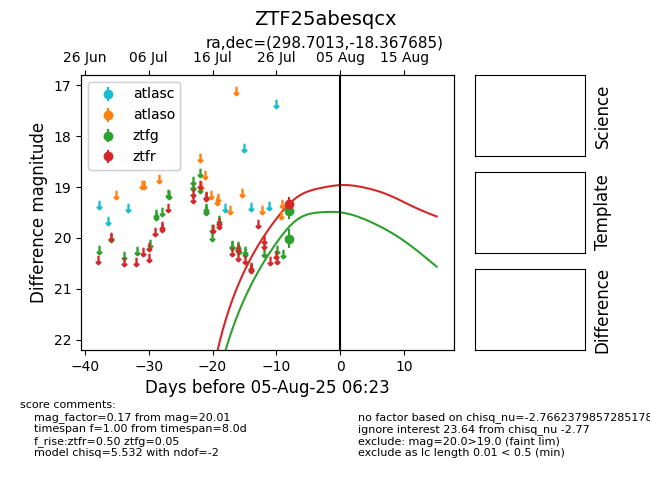 ZTF25abesqcx
ra,dec=(298.7013,-18.367685)
26 Jun 06 Jul 16 Jul 26 Jul 05 Aug 15 Aug
atlasc
atlaso
ztfg
ztfr
17
18
19
20
21
22
Difference magnitude
−40 −30 −20 −10 0 10
Days before 05-Aug-25 06:23
Science
Template
Difference
score comments:
mag_factor=0.17 from mag=20.01
timespan f=1.00 from timespan=8.0d
f_rise:ztfr=0.50 ztfg=0.05
model chisq=5.532 with ndof=-2
no factor based on chisq_nu=-2.7662379857285178
ignore interest 23.64 from chisq_nu -2.77
exclude: mag=20.0>19.0 (faint lim)
exclude as lc length 0.01 < 0.5 (min)